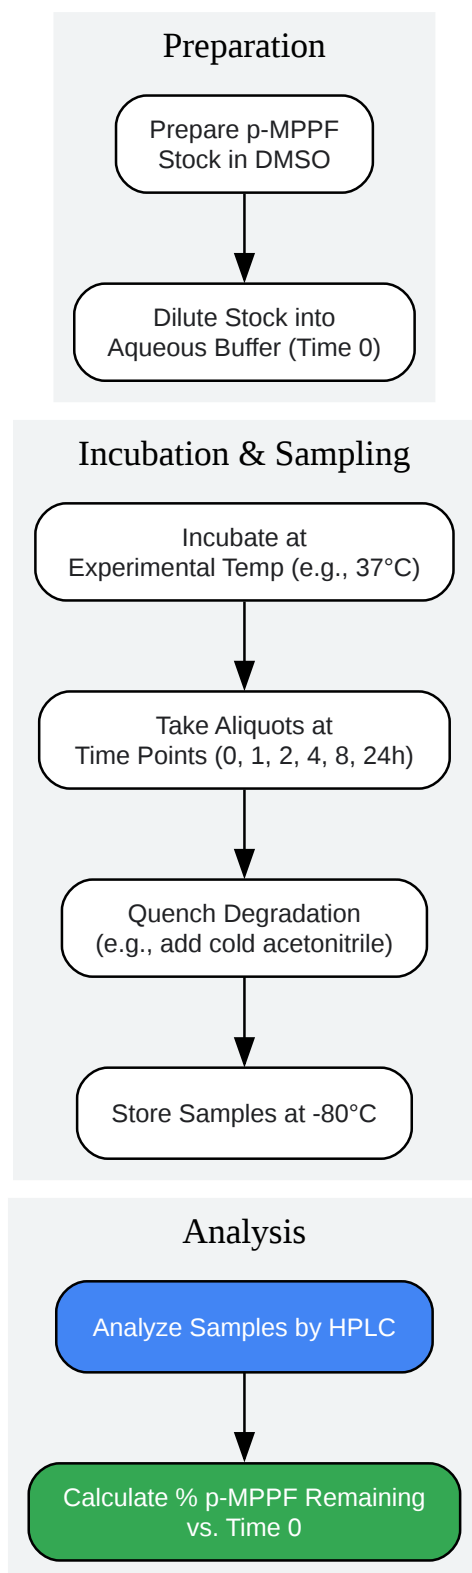 Preparation
Prepare p-MPPF
Stock in DMSO
Dilute Stock into
Aqueous Buffer (Time 0)
Incubation & Sampling
Incubate at
Experimental Temp (e.g., 37°C)
Take Aliquots at
Time Points (0, 1, 2, 4, 8, 24h)
Quench Degradation
(e.g., add cold acetonitrile)
Store Samples at -80°C
Analysis
Analyze Samples by HPLC
Calculate % p-MPPF Remaining
vs. Time 0